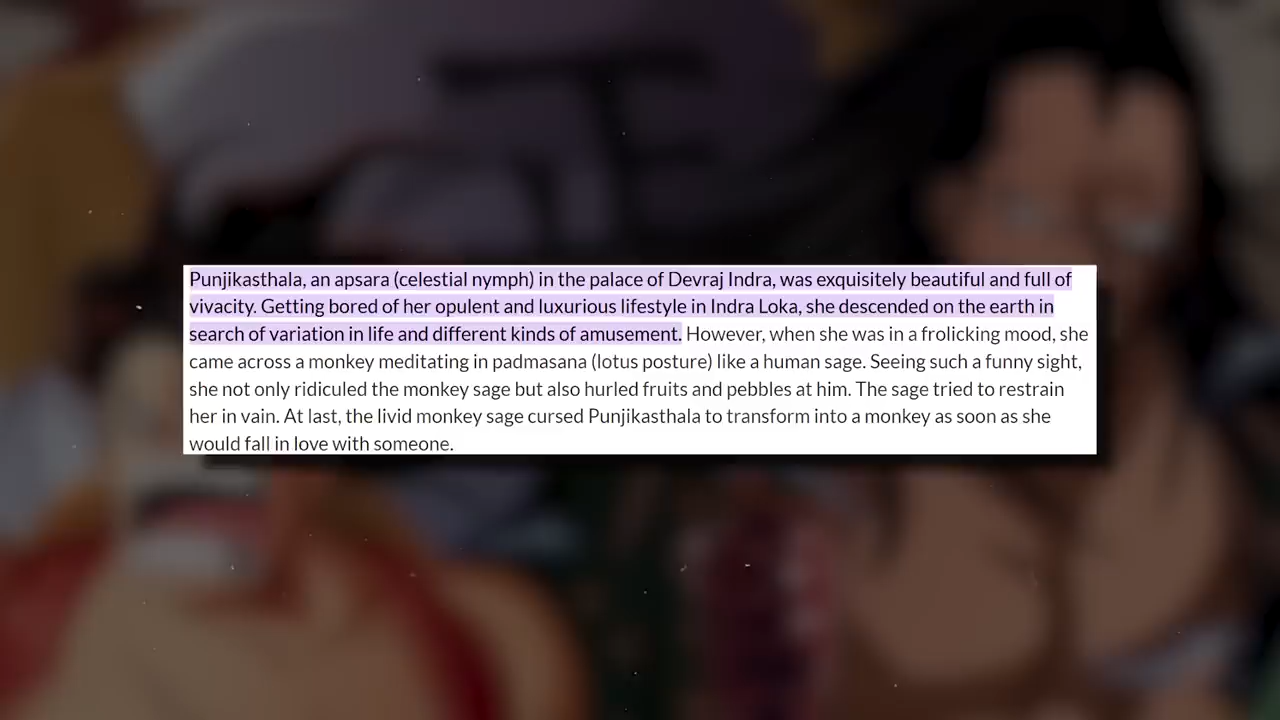 Punjikasthala, an apsara (celestial nymph) in the palace of Devraj Indra, was exquisitely beautiful and full of
vivacity. Getting bored of her opulent and luxurious lifestyle in Indra Loka, she descended on the earth in
search of variation in life and different kinds of amusement. However, when she was in a frolicking mood, she
came across a monkey meditating in padmasana (lotus posture) like a human sage. Seeing such a funny sight,
she not only ridiculed the monkey sage but also hurled fruits and pebbles at him. The sage tried to restrain
her in vain. At last, the livid monkey sage cursed Punjikasthala to transform into a monkey as soon as she
would fall in love with someone.